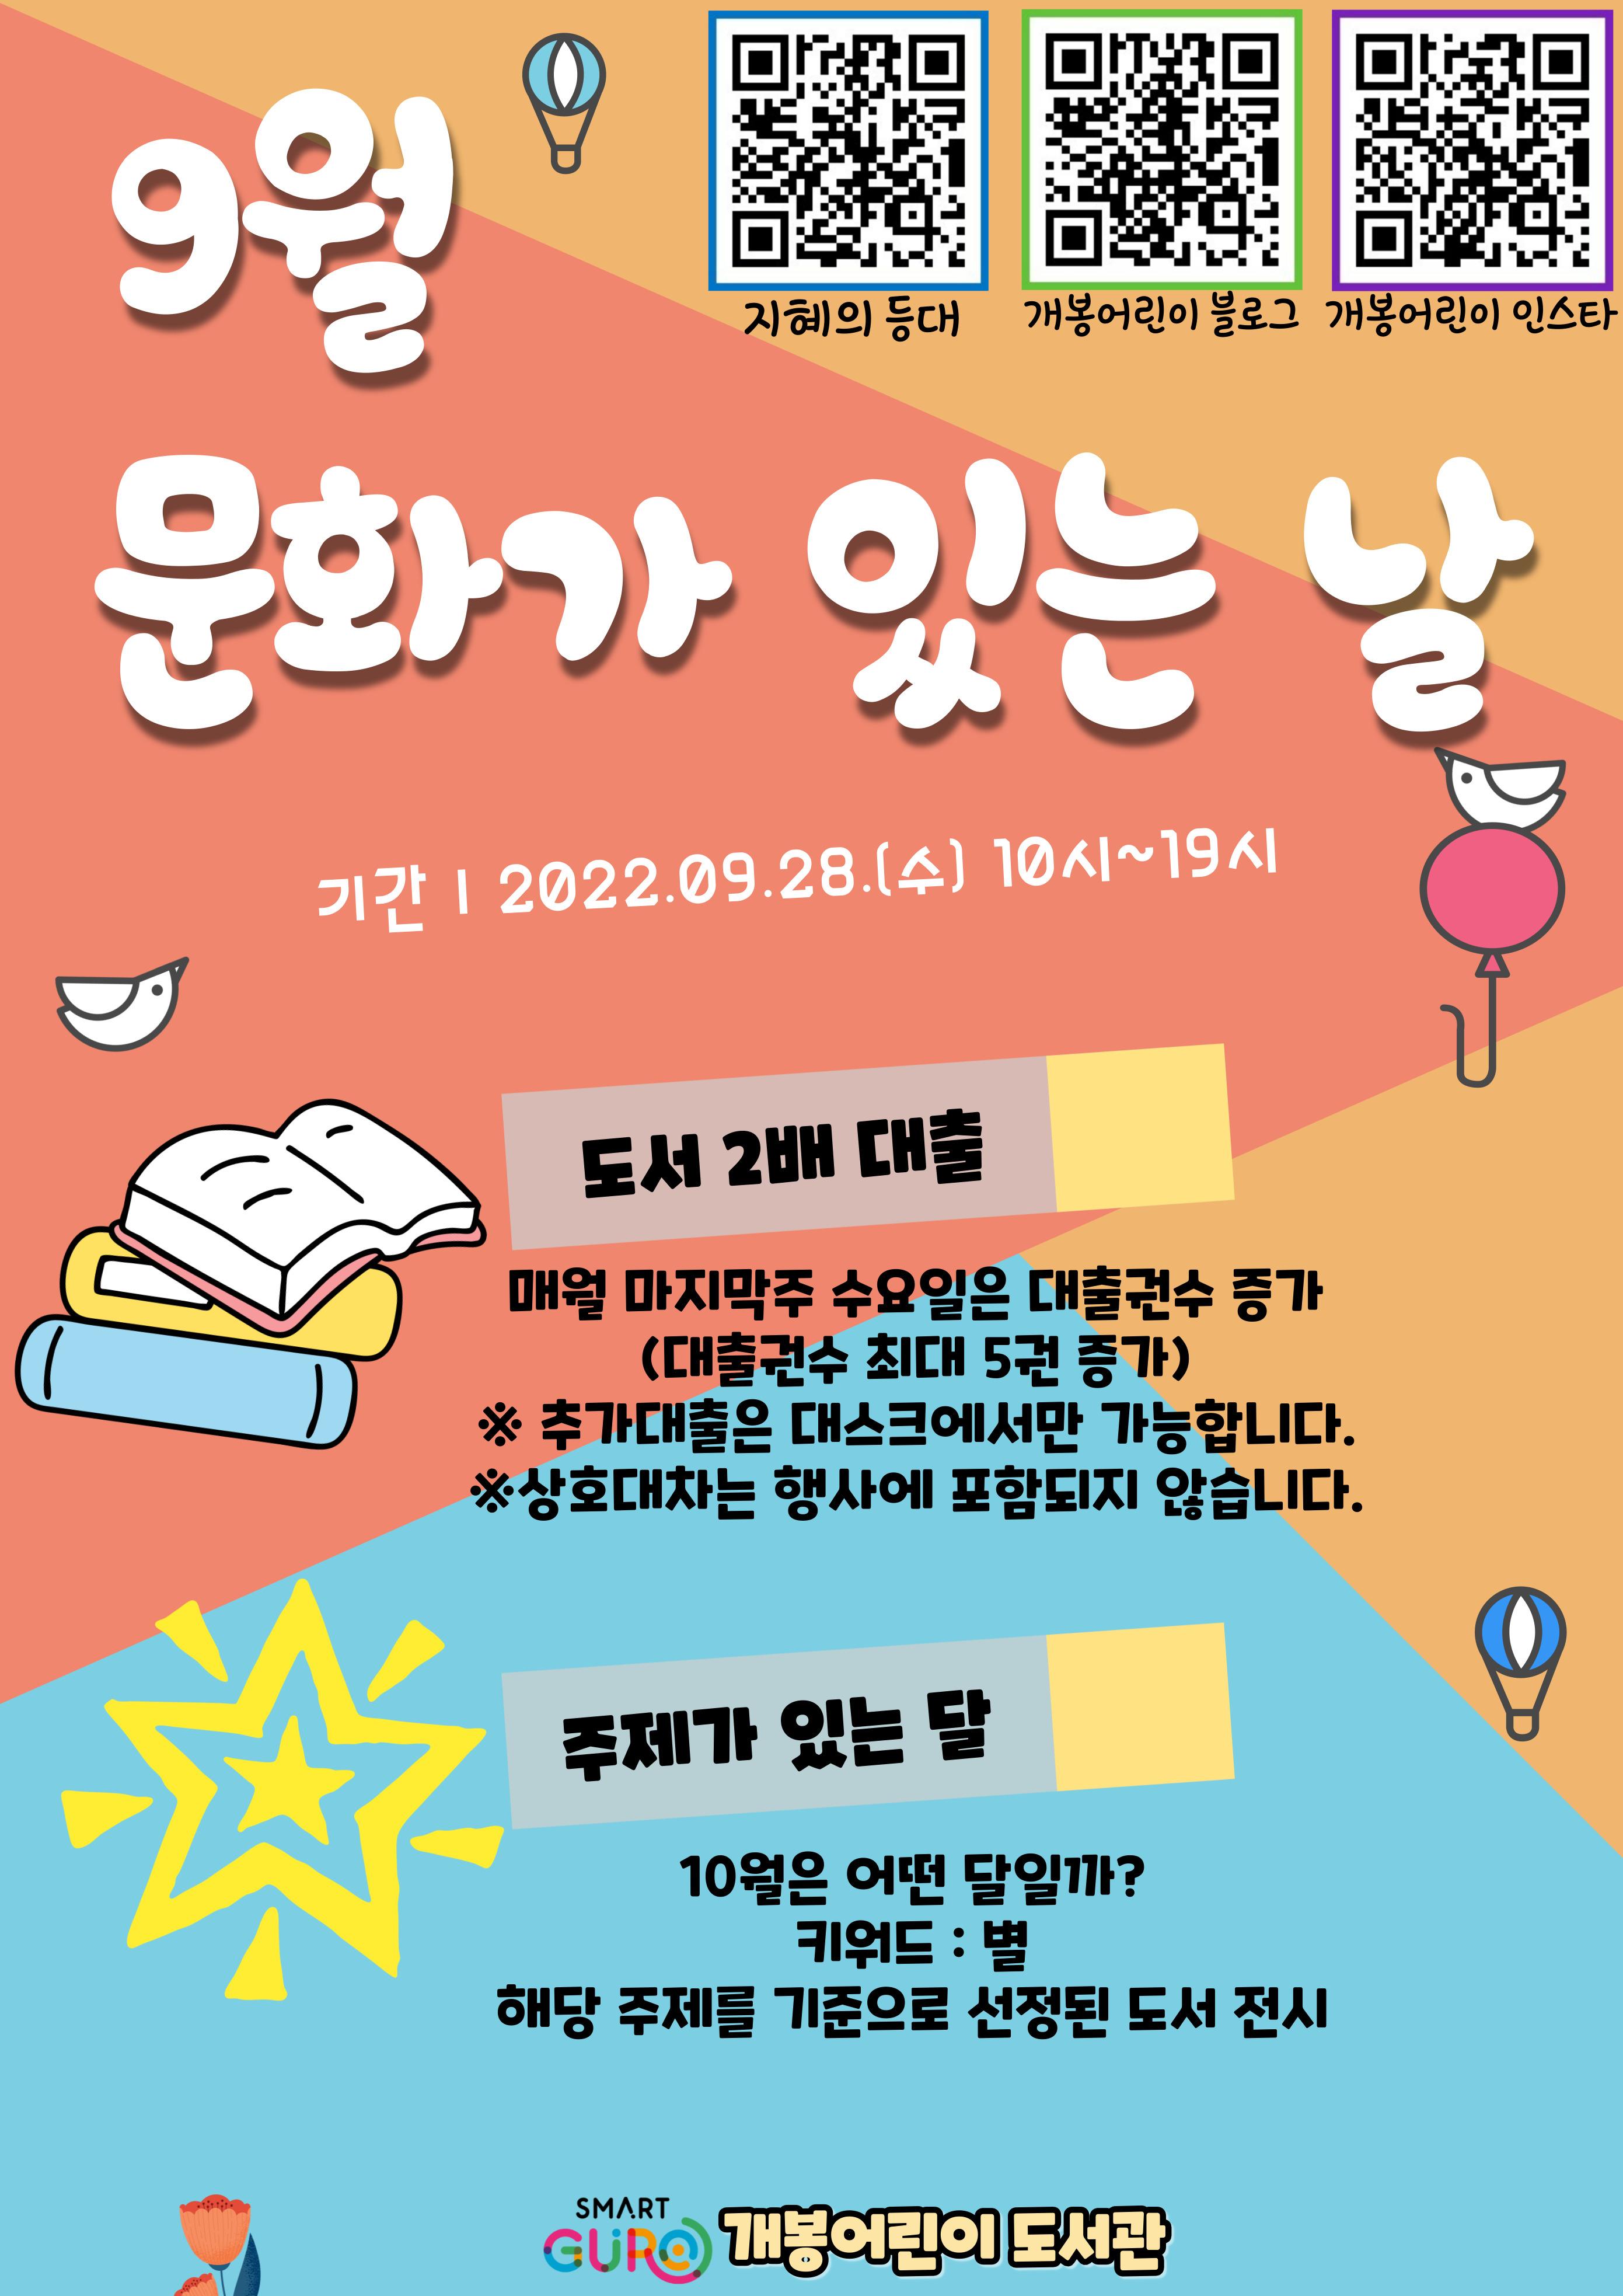 9월
지혜의 등대
개봉어린이 블로그
개봉어린이 인스타
문화가 있는 날
기간 | 2022.09.28.(수) 10시~19시
도서 2배 대출
매월 마지막주 수요일은 대출권수 증가
(대출권수 최대 5권 증가)
※ 추가대출은 대스크에서만 가능합니다.
※상호대차는 행사에 포함되지 않습니다.
주제가 있는 달
10월은 어떤 달일까?
키워드 : 별
해당 주제를 기준으로 선정된 도서 전시
SMART
GURO
개봉어린이 도서관